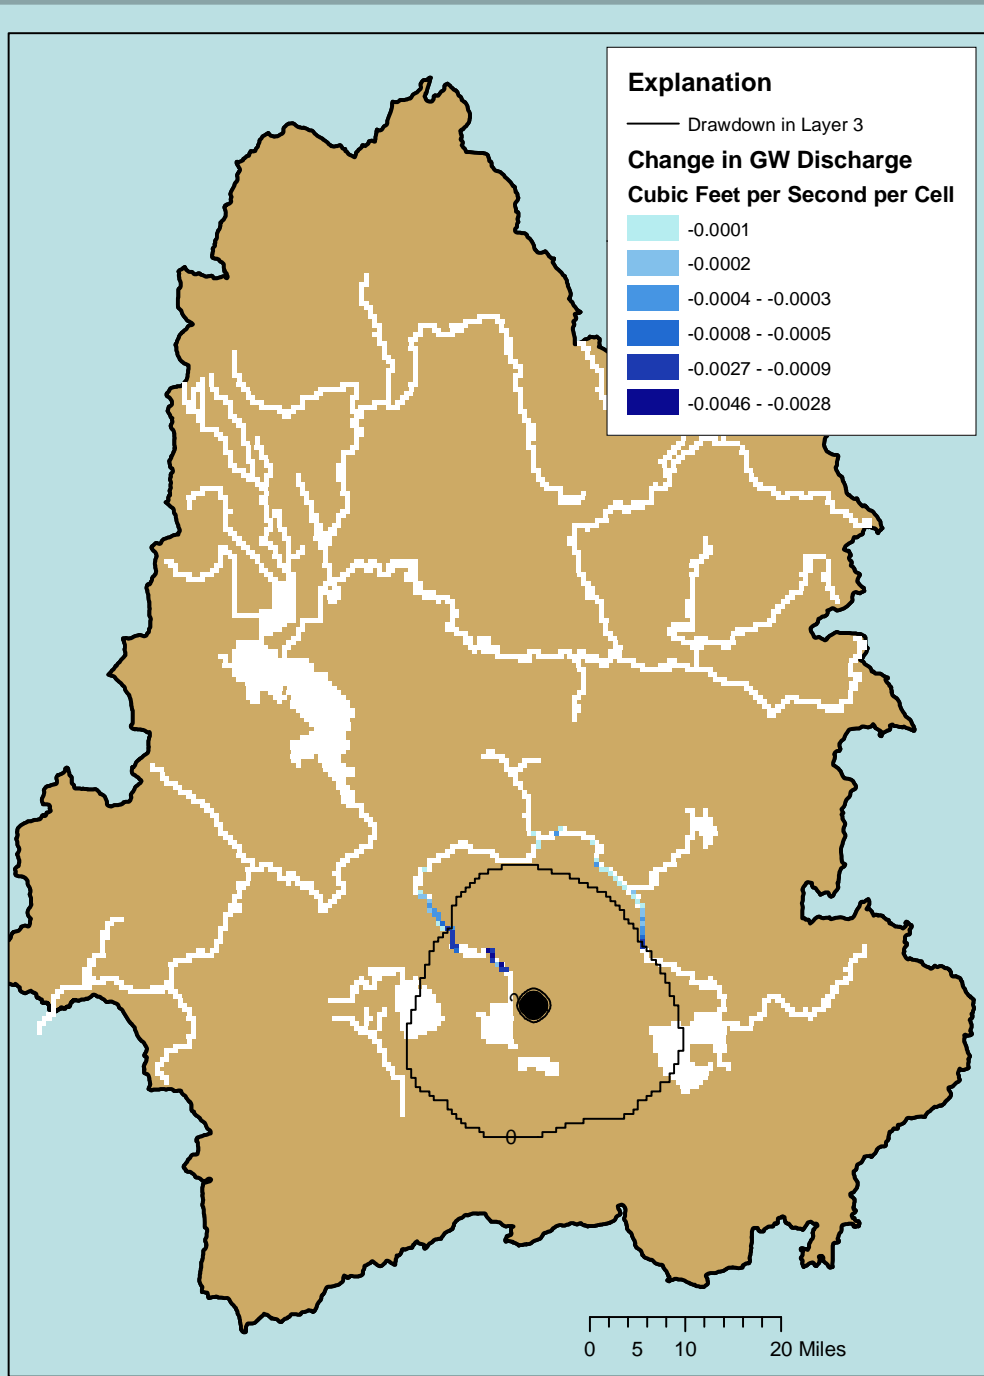 Explanation
Drawdown in Layer 3
Change in GW Discharge
Cubic Feet per Second per Cell
-0.0001
-0.0002
-0.0004 - -0.0003
-0.0008 - -0.0005
-0.0027 - -0.0009
-0.0046 - -0.0028
0
0 5 10 20 Miles